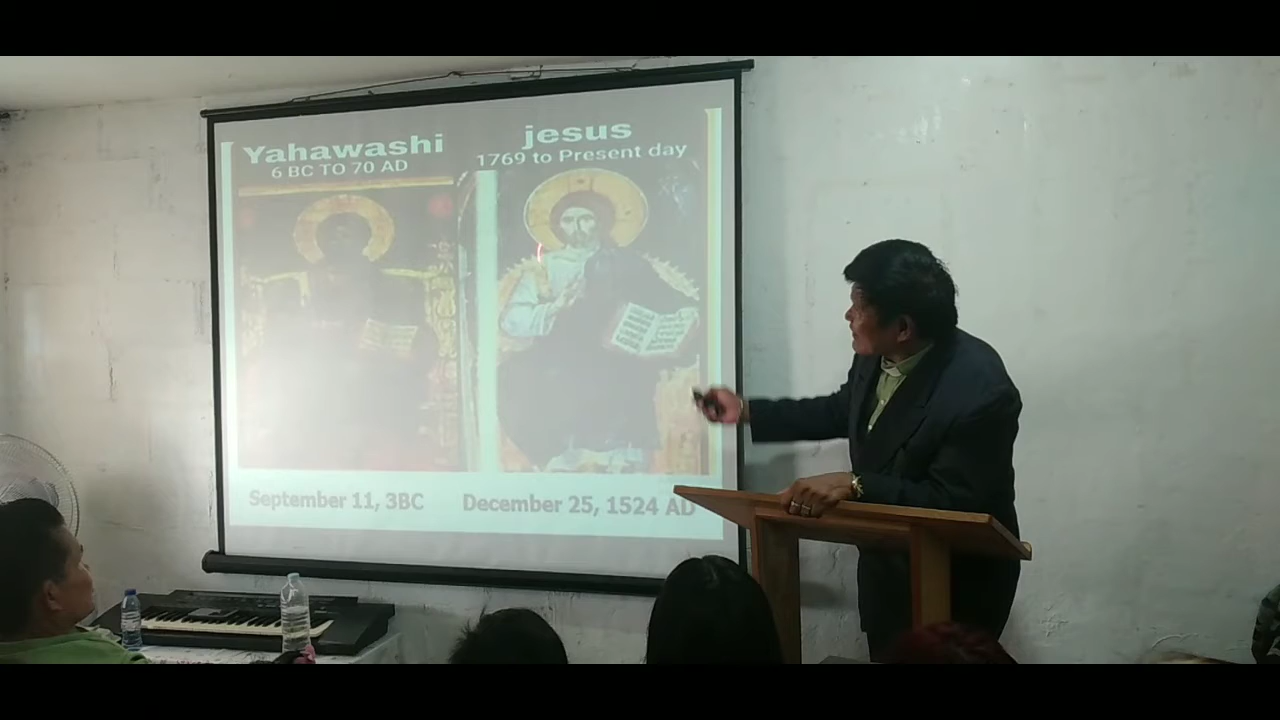 Yahawashi
6 BC TO 70 AD
jesus
1769 to Present day
September 11, 3BC
December 25, 1524 AD